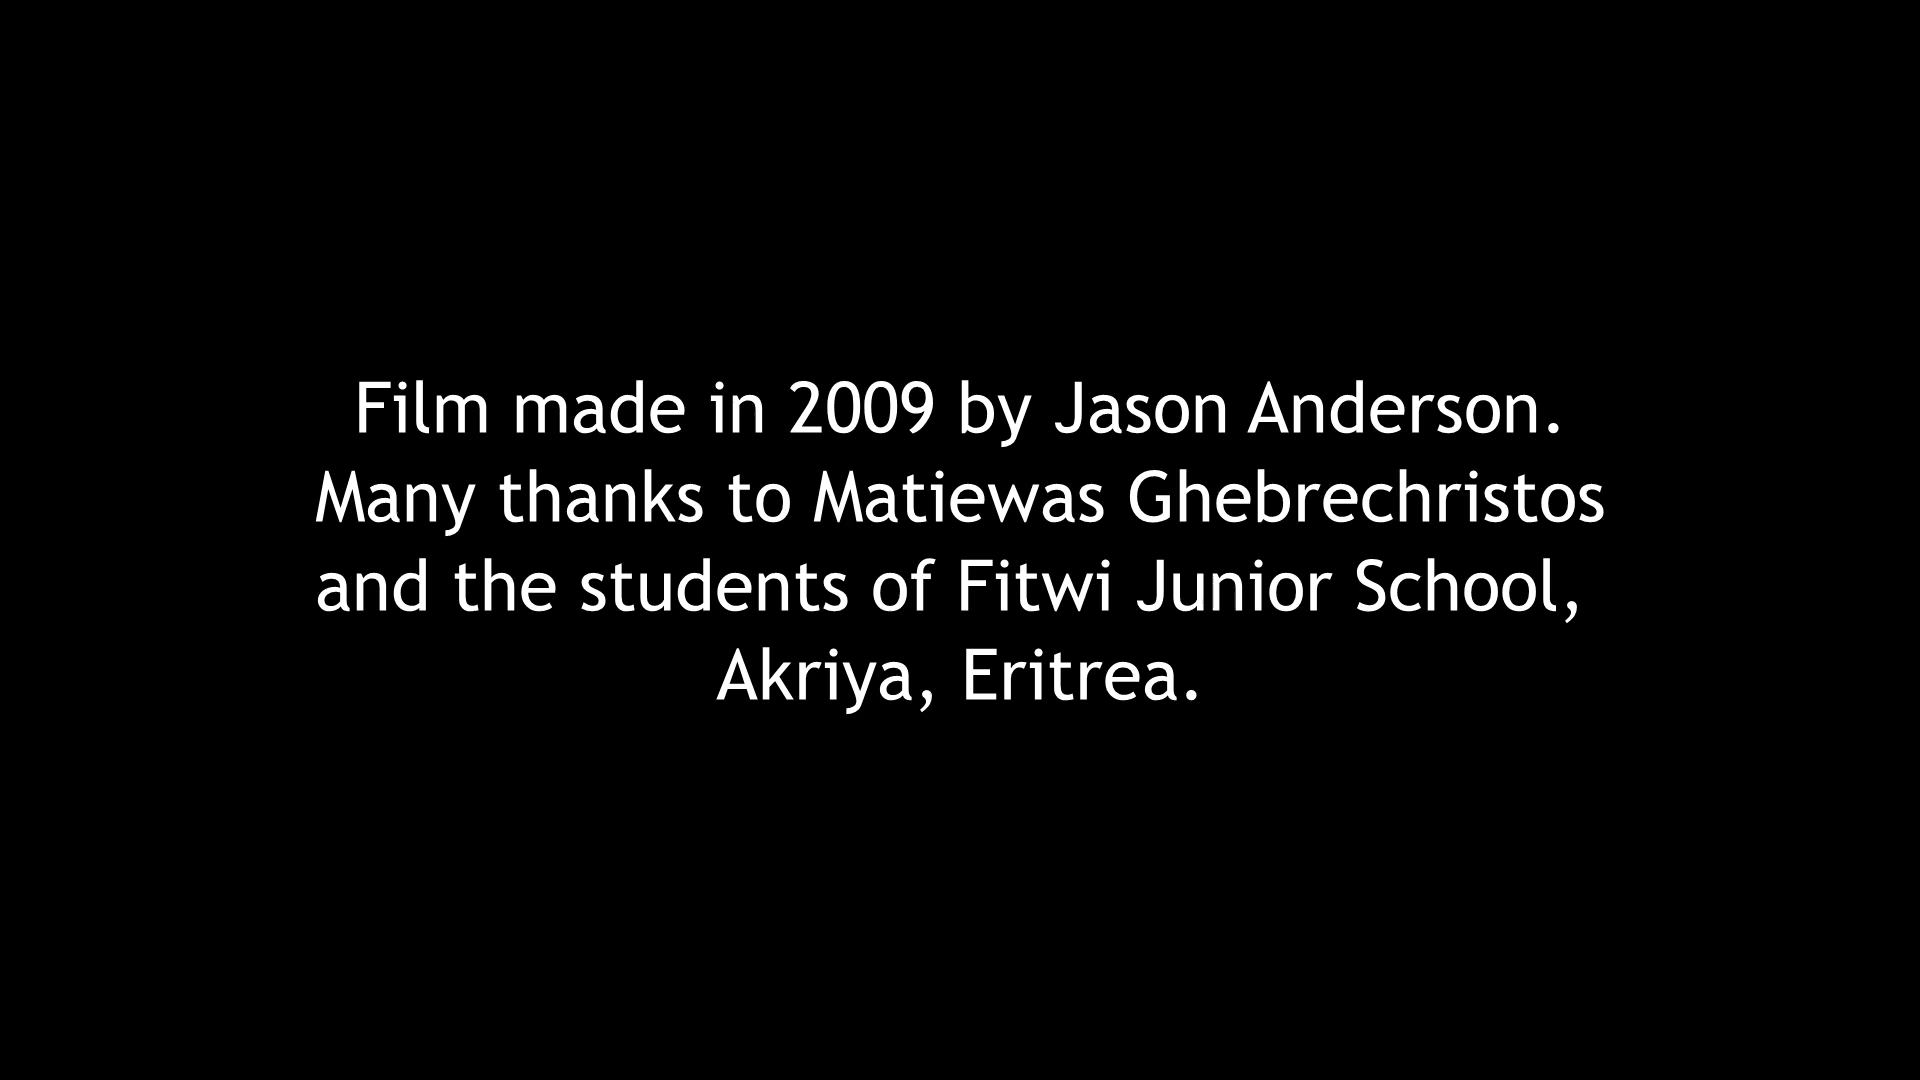 Film made in 2009 by Jason Anderson.
Many thanks to Matiewas Ghebrechristos
and the students of Fitwi Junior School,
Akriya, Eritrea.